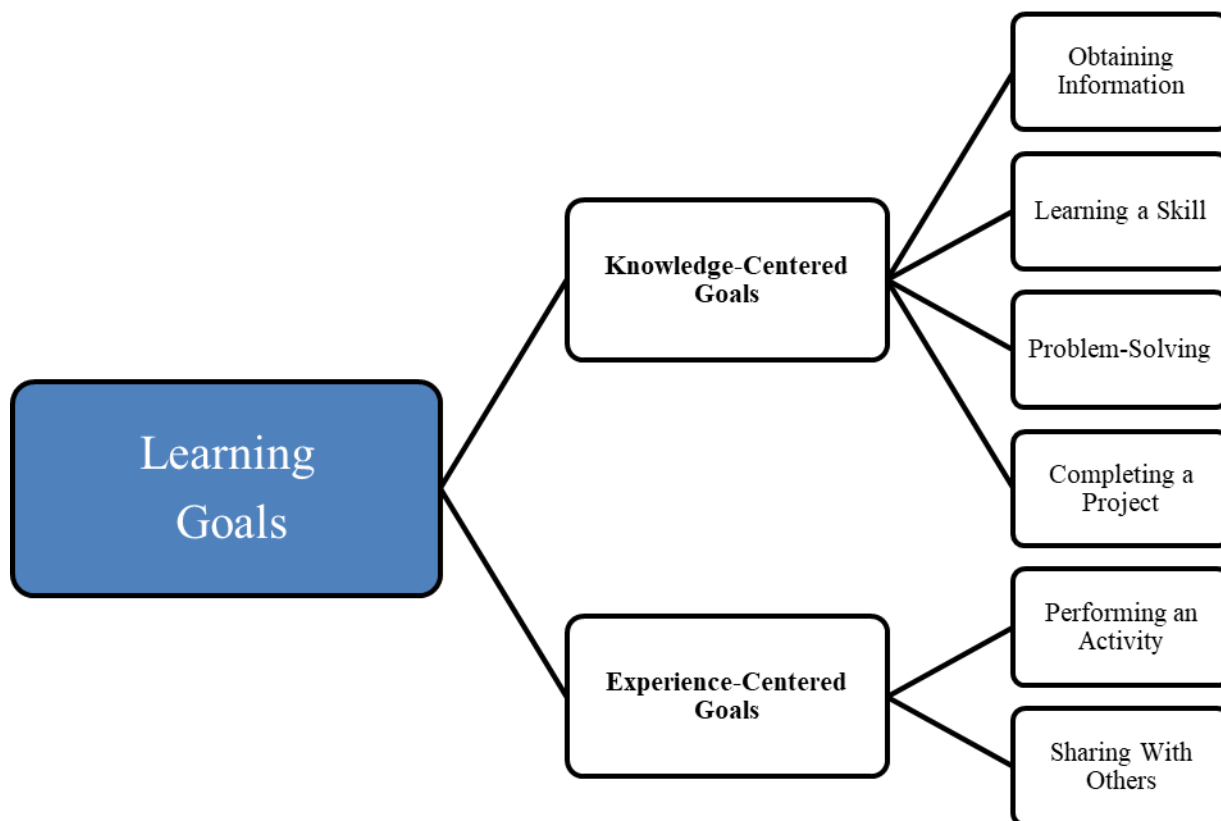 Learning
Goals
Knowledge-Centered
Goals
Obtaining
Information
Learning a Skill
Problem-Solving
Completing a
Project
Experience-Centered
Goals
Performing an
Activity
Sharing With
Others